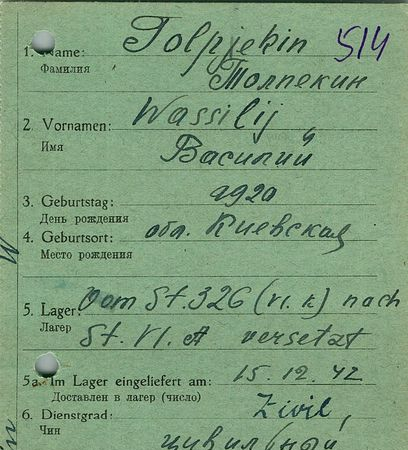 1. Name: Tolpjekin 514
Фамилия Толпекин
2. Vornamen: Wassilij
Имя Василий
3. Geburtstag: 1920
День рождения
4. Geburtsort: обл. Киевская
Место рождения
5. Lager: Vom St. 326 (VI. K) nach
Лагер St. VI. A versetzt
5a. Im Lager eingeliefert am: 15.12.42
Доставлен в лагер (число)
6. Dienstgrad: Zivil,
Чин цивильный